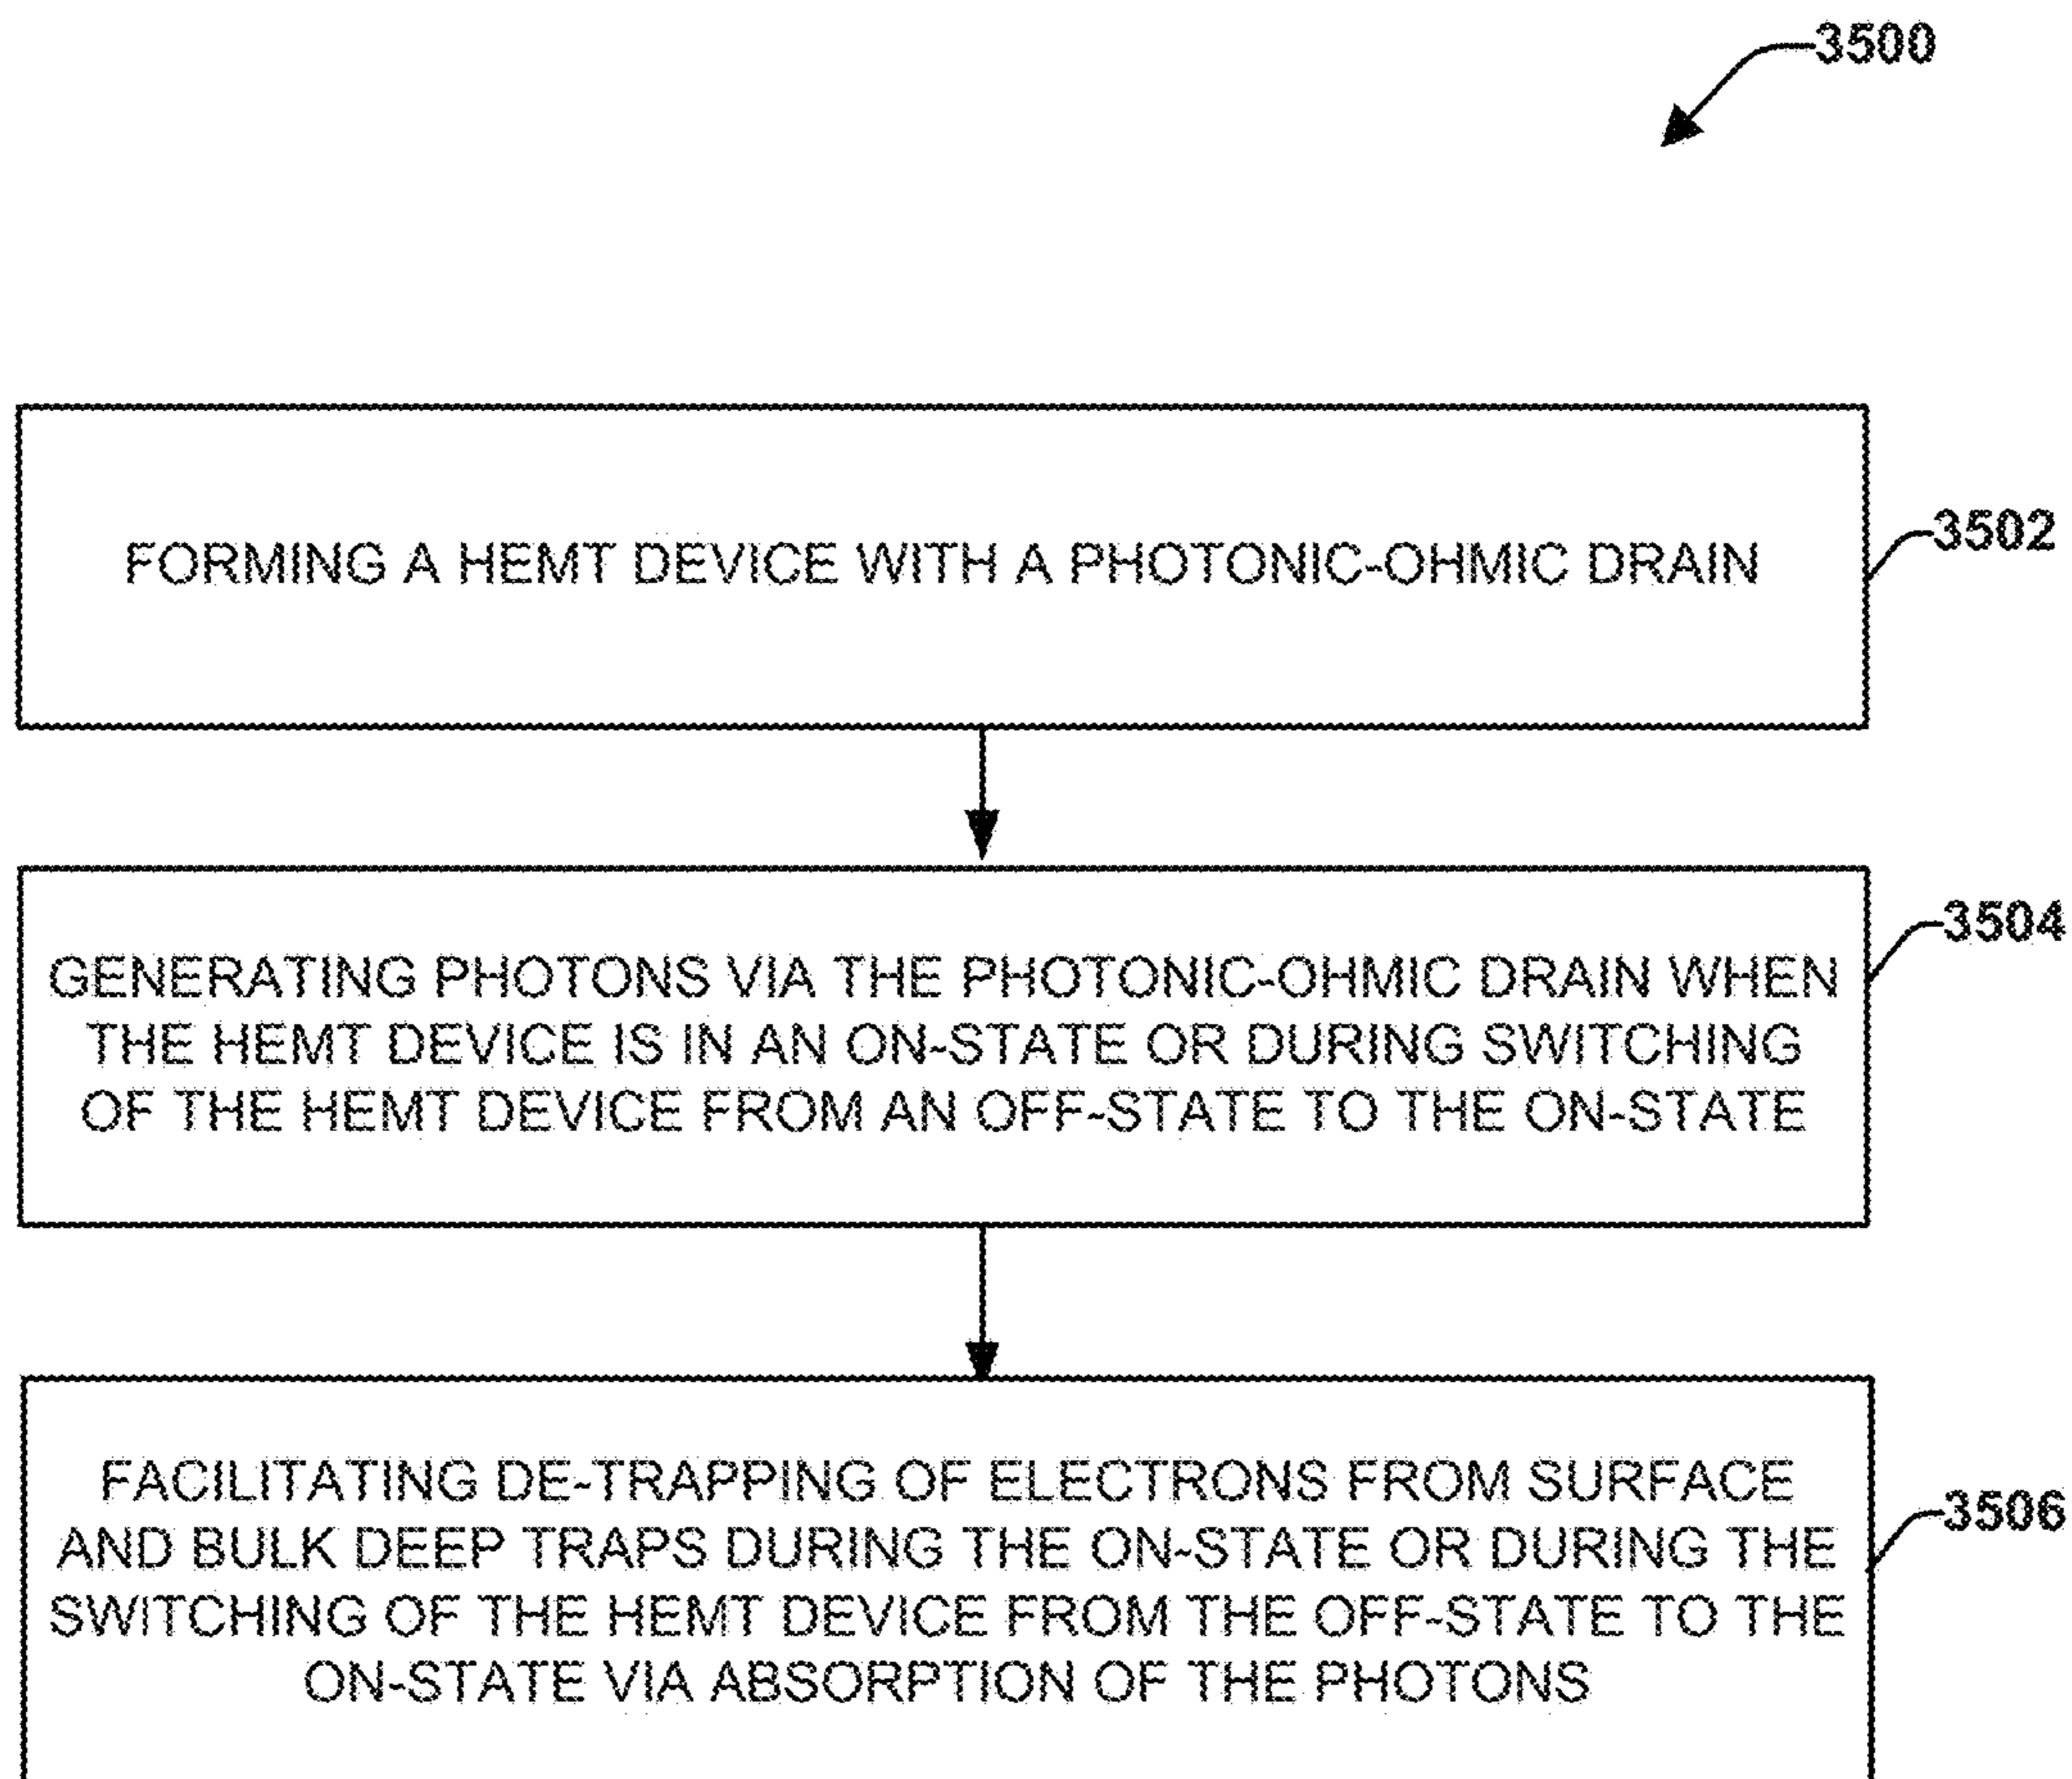 3500
FORMING A HEMT DEVICE WITH A PHOTONIC-OHMIC DRAIN
3502
GENERATING PHOTONS VIA THE PHOTONIC-OHMIC DRAIN WHEN
THE HEMT DEVICE IS IN AN ON-STATE OR DURING SWITCHING
OF THE HEMT DEVICE FROM AN OFF-STATE TO THE ON-STATE
3504
FACILITATING DE-TRAPPING OF ELECTRONS FROM SURFACE
AND BULK DEEP TRAPS DURING THE ON-STATE OR DURING THE
SWITCHING OF THE HEMT DEVICE FROM THE OFF-STATE TO THE
ON-STATE VIA ABSORPTION OF THE PHOTONS
3506